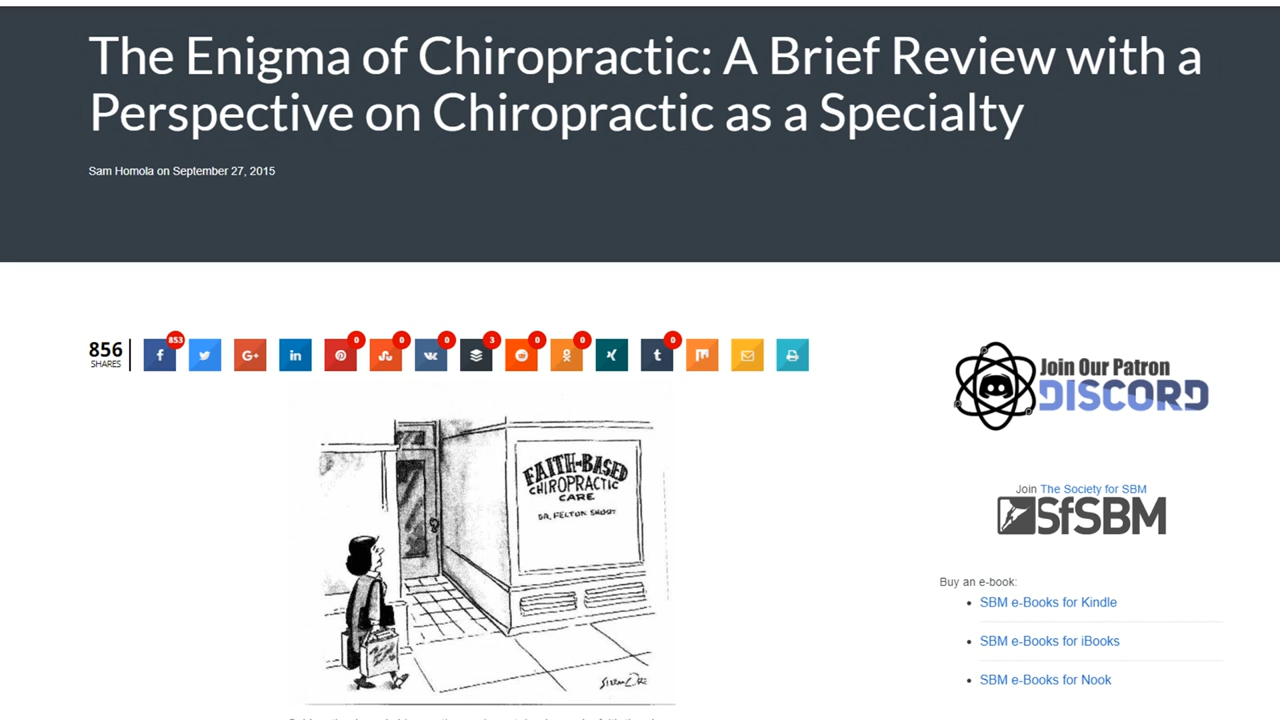 The Enigma of Chiropractic: A Brief Review with a
Perspective on Chiropractic as a Specialty
Sam Homola on September 27, 2015
856
SHARES
853
0
0
0
3
0
0
0
FAITH-BASED
CHIROPRACTIC
CARE
DR. FELTON
Join Our Patron
DISCORD
Join The Society for SBM
SfSBM
Buy an e-book:
SBM e-Books for Kindle
SBM e-Books for iBooks
SBM e-Books for Nook